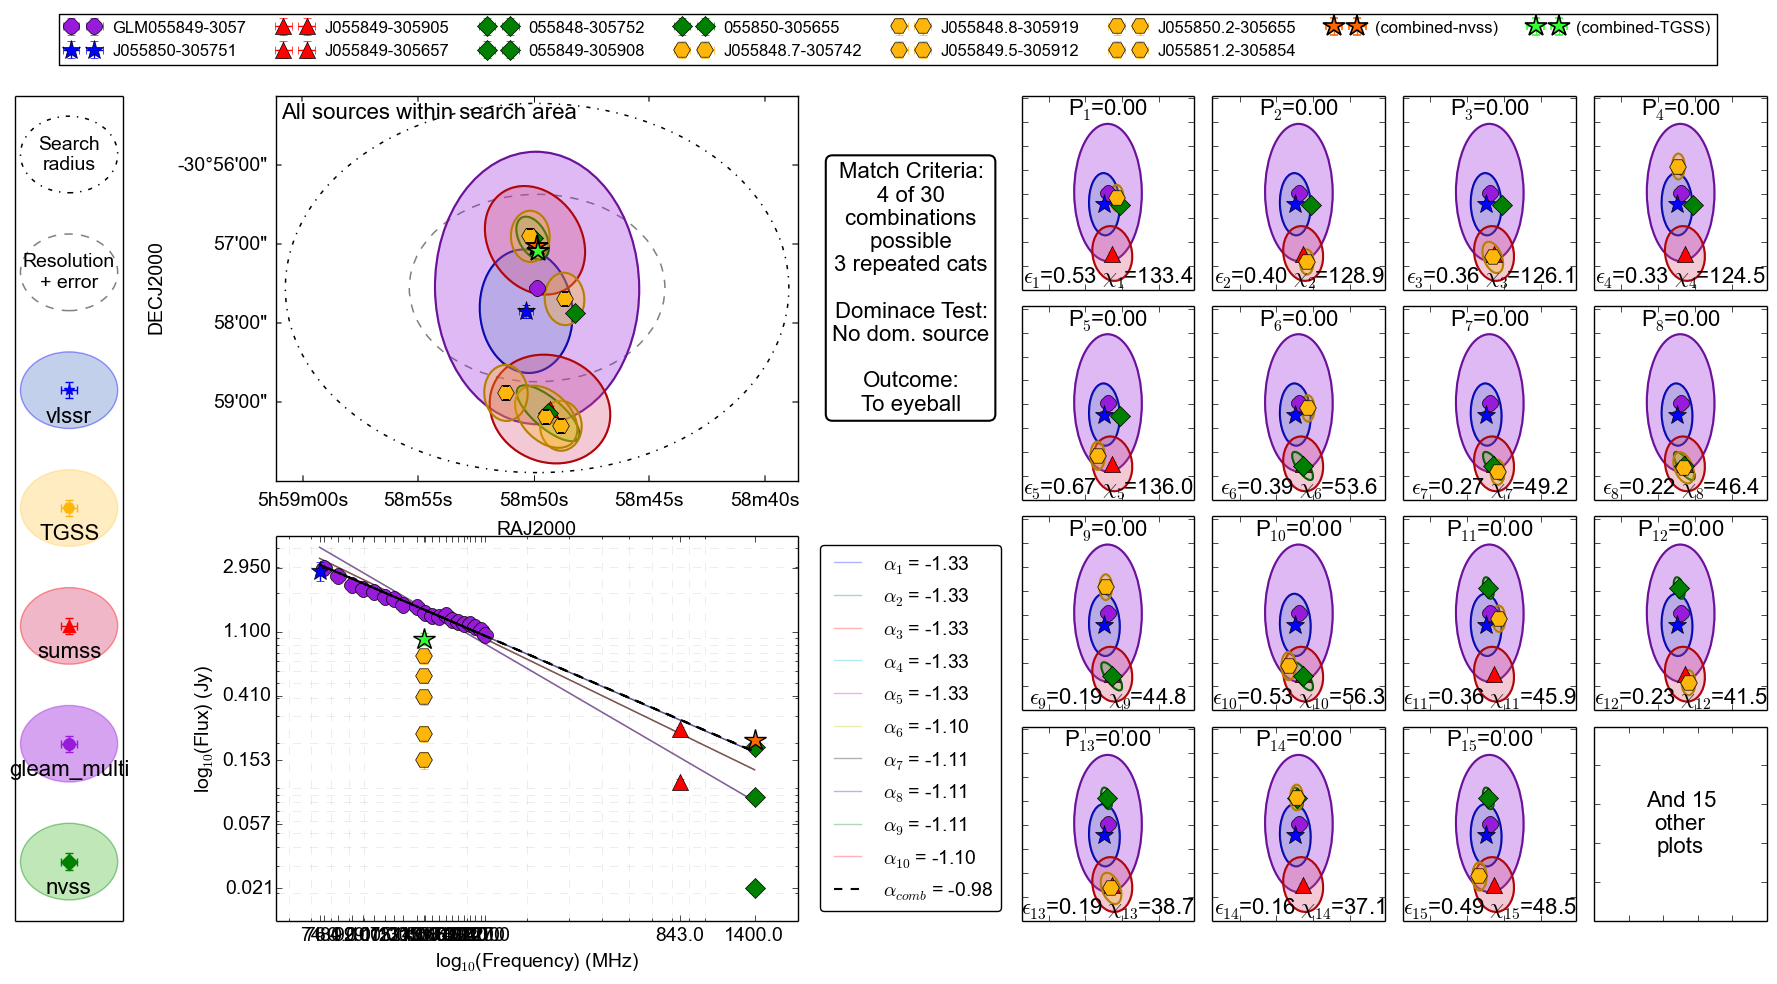 GLM055849-3057
J055850-305751
J055849-305905
J055849-305657
055848-305752
055849-305908
055850-305655
J055848.7-305742
J055848.8-305919
J055849.5-305912
J055850.2-305655
J055851.2-305854
(combined-nvss)
(combined-TGSS)
Search
radius
Resolution
+ error
vlssr
TGSS
sumss
gleam_multi
nvss
All sources within search area
DECJ2000
-30°56'00"
57'00"
58'00"
59'00"
5h59m00s
58m55s
58m50s
58m45s
58m40s
RAJ2000
Match Criteria:
4 of 30
combinations
possible
3 repeated cats
Dominace Test:
No dom. source
Outcome:
To eyeball
log10(Flux) (Jy)
2.950
1.100
0.410
0.153
0.057
0.021
843.0
1400.0
log10(Frequency) (MHz)
α1 = -1.33
α2 = -1.33
α3 = -1.33
α4 = -1.33
α5 = -1.33
α6 = -1.10
α7 = -1.11
α8 = -1.11
α9 = -1.11
α10 = -1.10
αcomb = -0.98
P1=0.00
ϵ1=0.53 χ1=133.4
P2=0.00
ϵ2=0.40 χ2=128.9
P3=0.00
ϵ3=0.36 χ3=126.1
P4=0.00
ϵ4=0.33 χ4=124.5
P5=0.00
ϵ5=0.67 χ5=136.0
P6=0.00
ϵ6=0.39 χ6=53.6
P7=0.00
ϵ7=0.27 χ7=49.2
P8=0.00
ϵ8=0.22 χ8=46.4
P9=0.00
ϵ9=0.19 χ9=44.8
P10=0.00
ϵ10=0.53 χ10=56.3
P11=0.00
ϵ11=0.36 χ11=45.9
P12=0.00
ϵ12=0.23 χ12=41.5
P13=0.00
ϵ13=0.19 χ13=38.7
P14=0.00
ϵ14=0.16 χ14=37.1
P15=0.00
ϵ15=0.49 χ15=48.5
And 15
other
plots